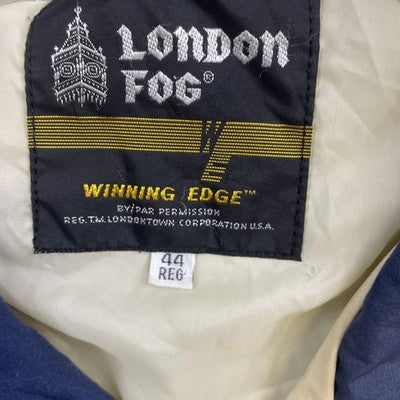 LONDON
FOG®
WINNING EDGE™
BY/PAR PERMISSION
REG.T.M. LONDONTOWN CORPORATION U.S.A.
44
REG